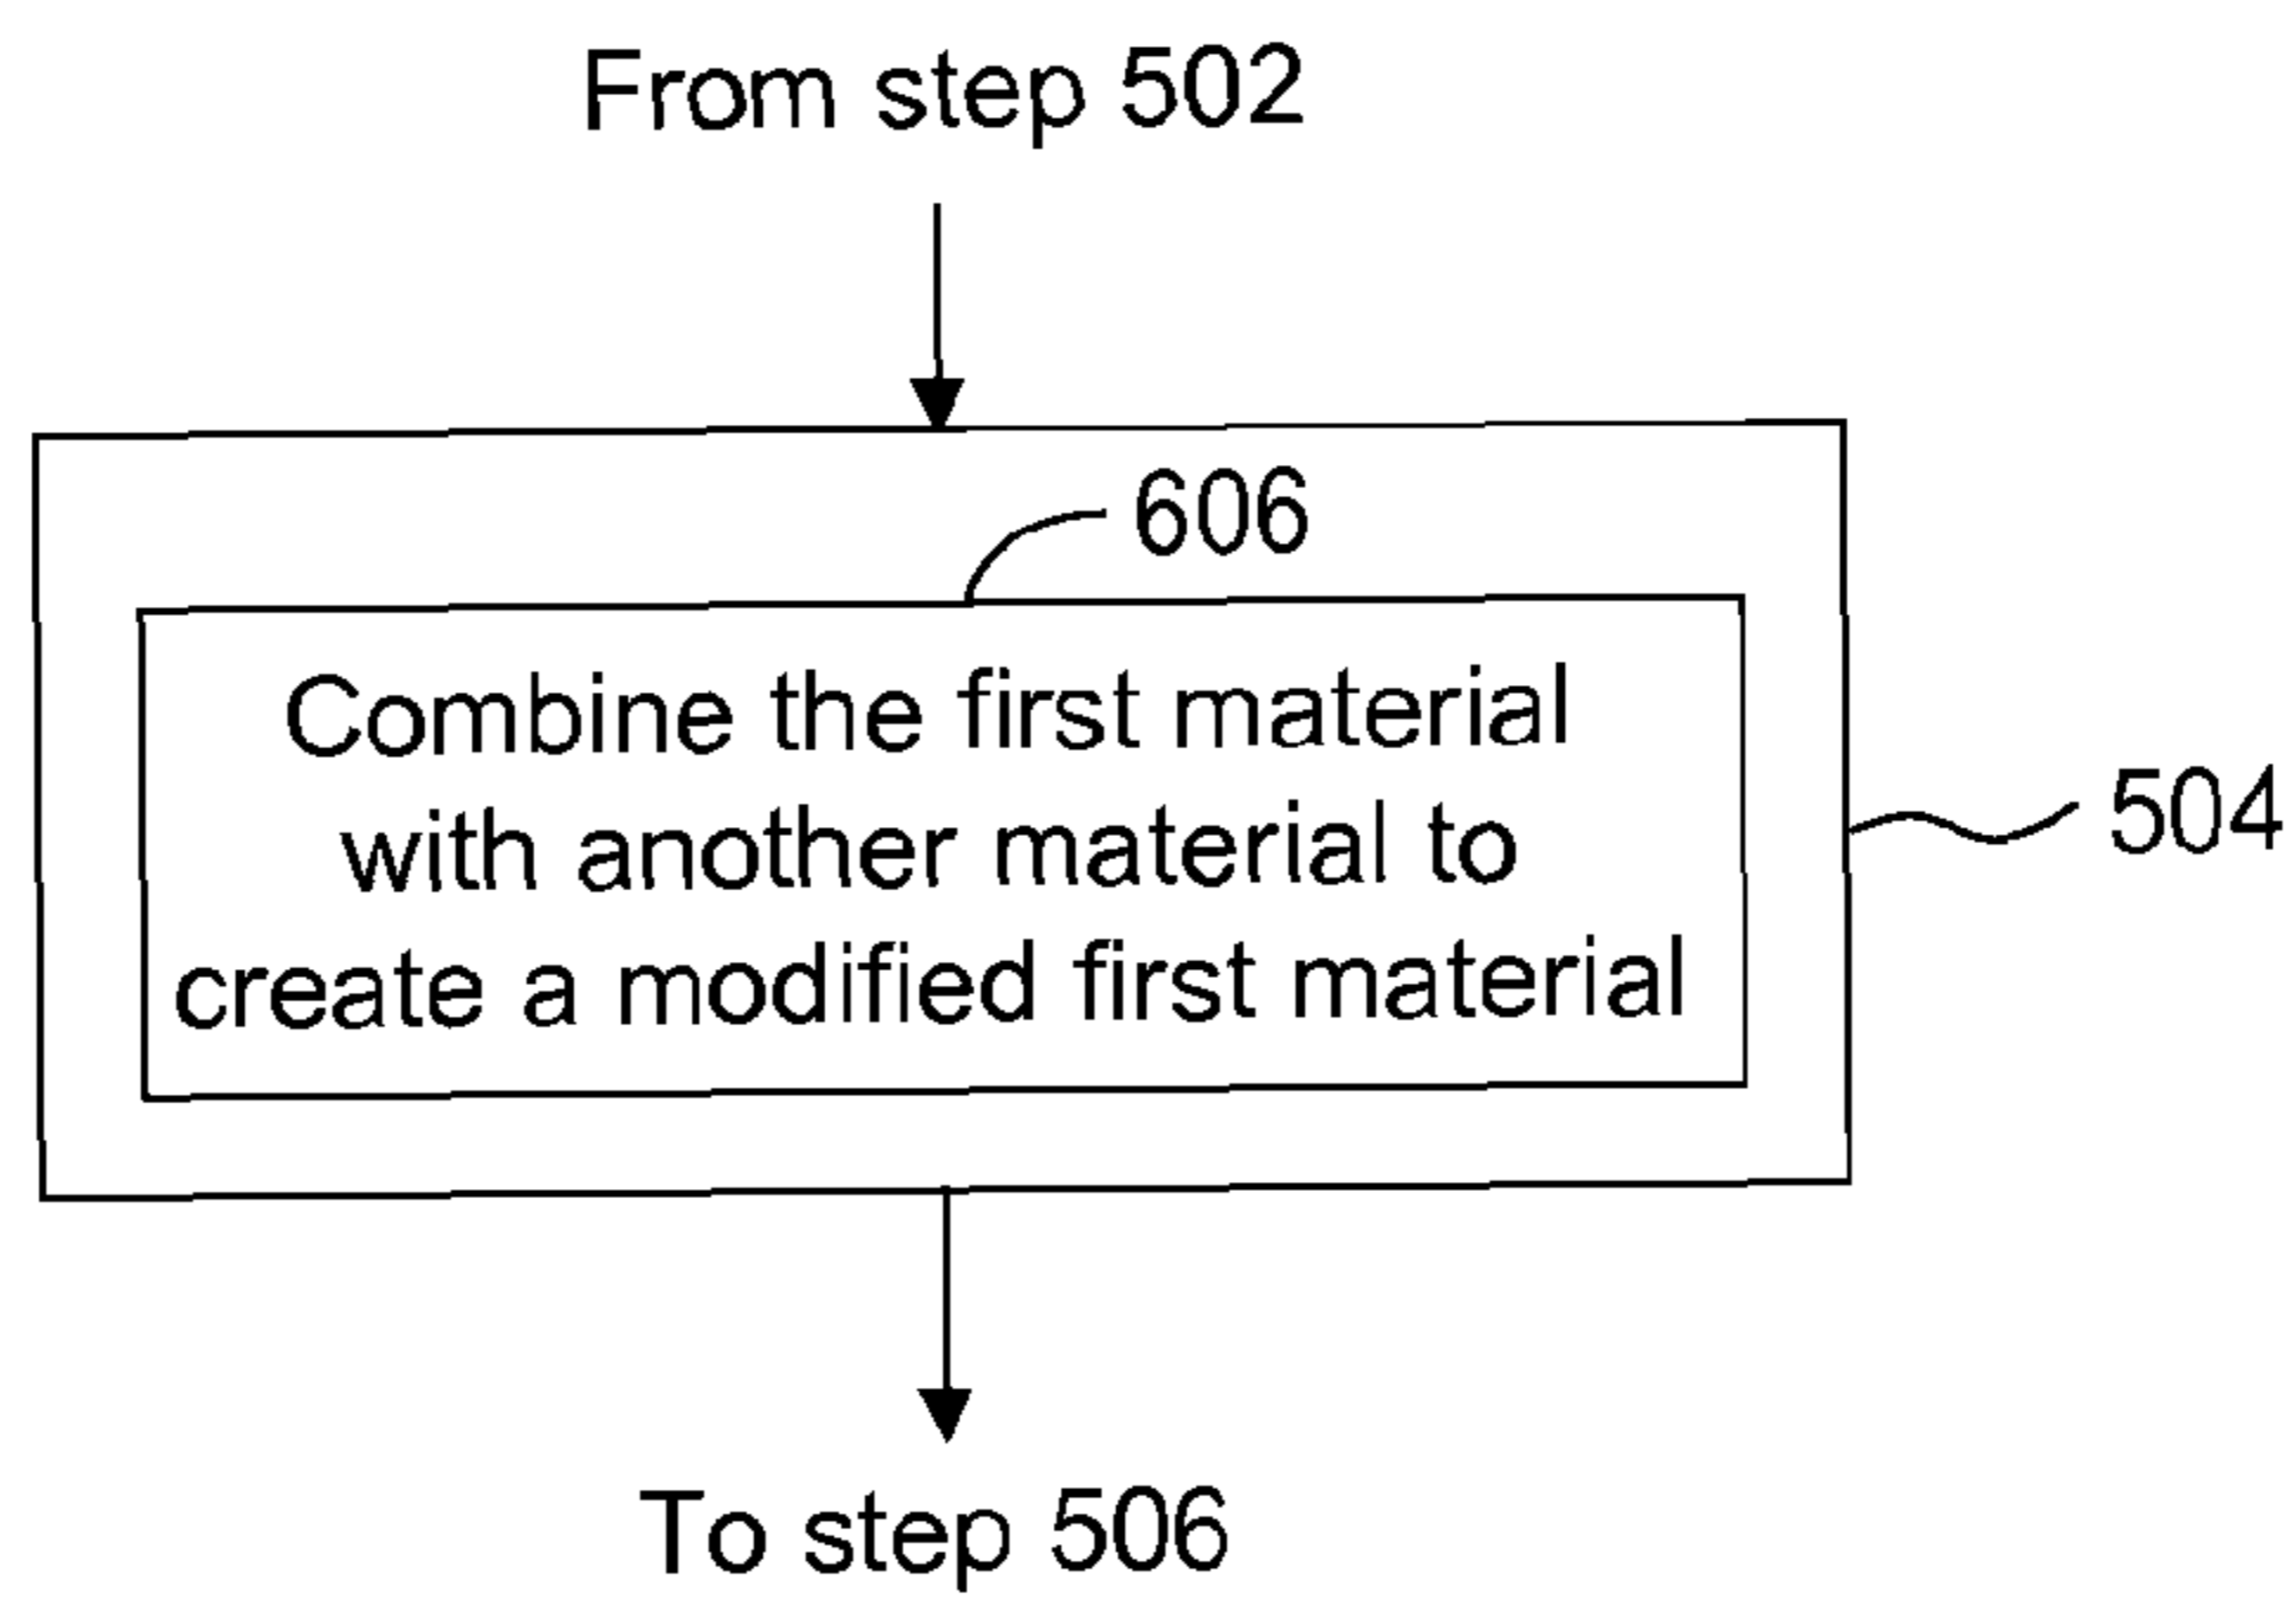 From step 502
606
Combine the first material
with another material to
create a modified first material
504
To step 506